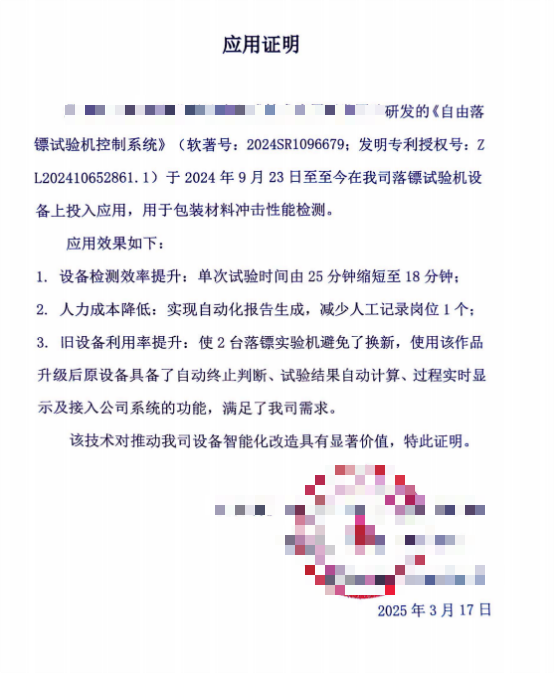 应用证明
研发的《自由落
镖试验机控制系统》（软著号：2024SR1096679；发明专利授权号：Z
L202410652861.1）于 2024 年 9 月 23 日至至今在我司落镖试验机设
备上投入应用，用于包装材料冲击性能检测。
应用效果如下：
1. 设备检测效率提升：单次试验时间由 25 分钟缩短至 18 分钟；
2. 人力成本降低：实现自动化报告生成，减少人工记录岗位 1 个；
3. 旧设备利用率提升：使 2 台落镖实验机避免了换新，使用该作品
升级后原设备具备了自动终止判断、试验结果自动计算、过程实时显
示及接入公司系统的功能，满足了我司需求。
该技术对推动我司设备智能化改造具有显著价值，特此证明。
2025 年 3 月 17 日